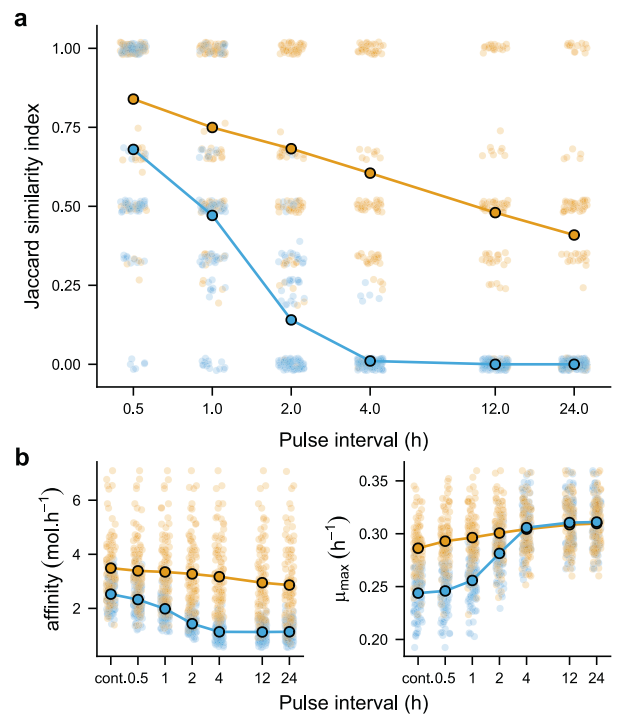 a
Jaccard similarity index
1.00
0.75
0.50
0.25
0.00
0.5 1.0 2.0 4.0 12.0 24.0
Pulse interval (h)
b
affinity (mol.h⁻¹)
6
4
2
cont. 0.5 1 2 4 12 24
μmax (h⁻¹)
0.35
0.30
0.25
0.20
cont. 0.5 1 2 4 12 24
Pulse interval (h)